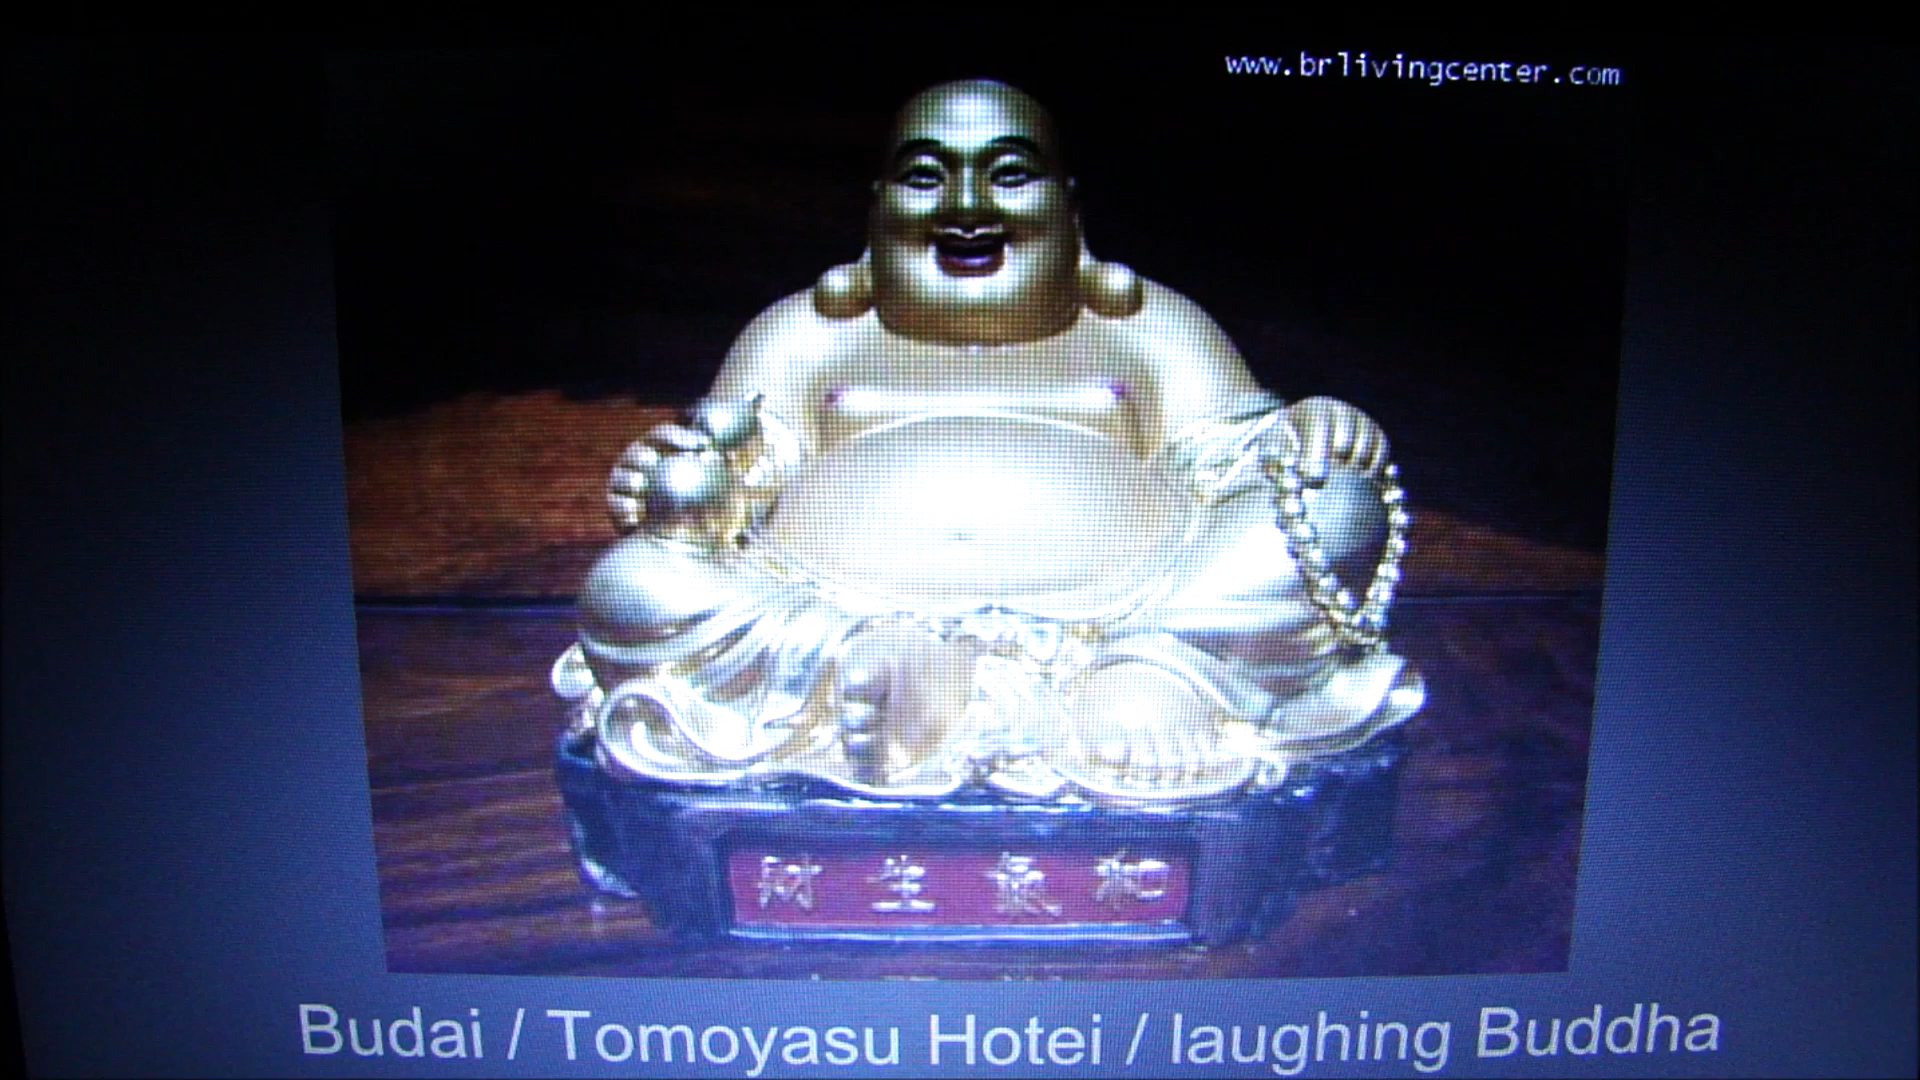 www.brlivingcenter.com
財生氣和
Budai / Tomoyasu Hotei / laughing Buddha